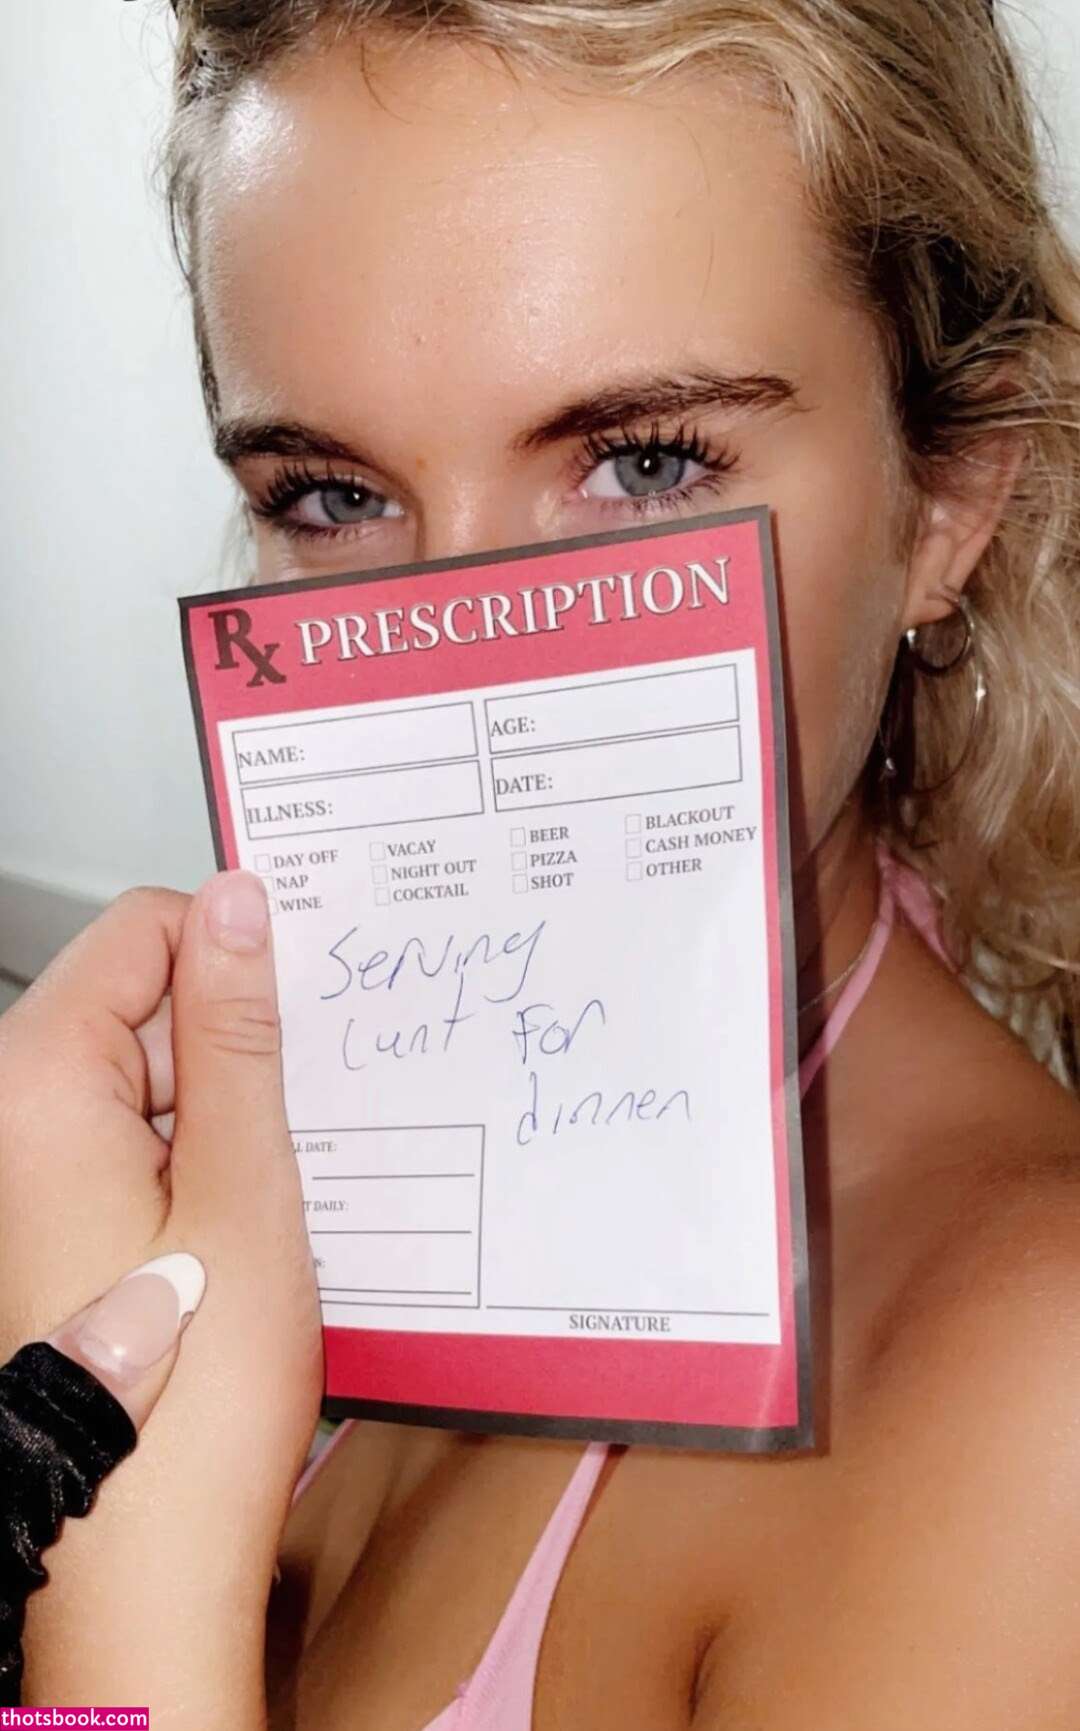 Rx PRESCRIPTION
NAME:
AGE:
ILLNESS:
DATE:
DAY OFF
VACAY
BEER
BLACKOUT
NAP
NIGHT OUT
PIZZA
CASH MONEY
WINE
COCKTAIL
SHOT
OTHER
Serving
Cunt For
dinner
DATE:
DAILY:
SIGNATURE
thotsbook.com